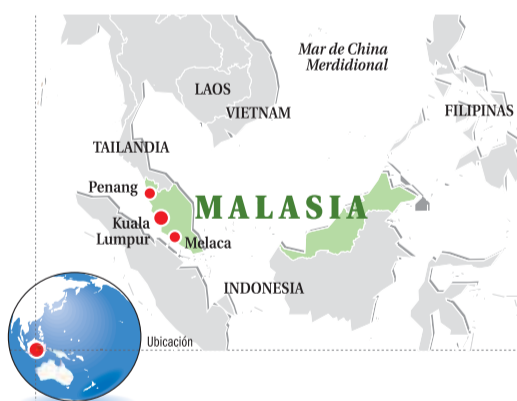 Mar de China
Merdidional
LAOS
VIETNAM
FILIPINAS
TAILANDIA
Penang
MALASIA
Kuala
Lumpur
Melaca
INDONESIA
Ubicación